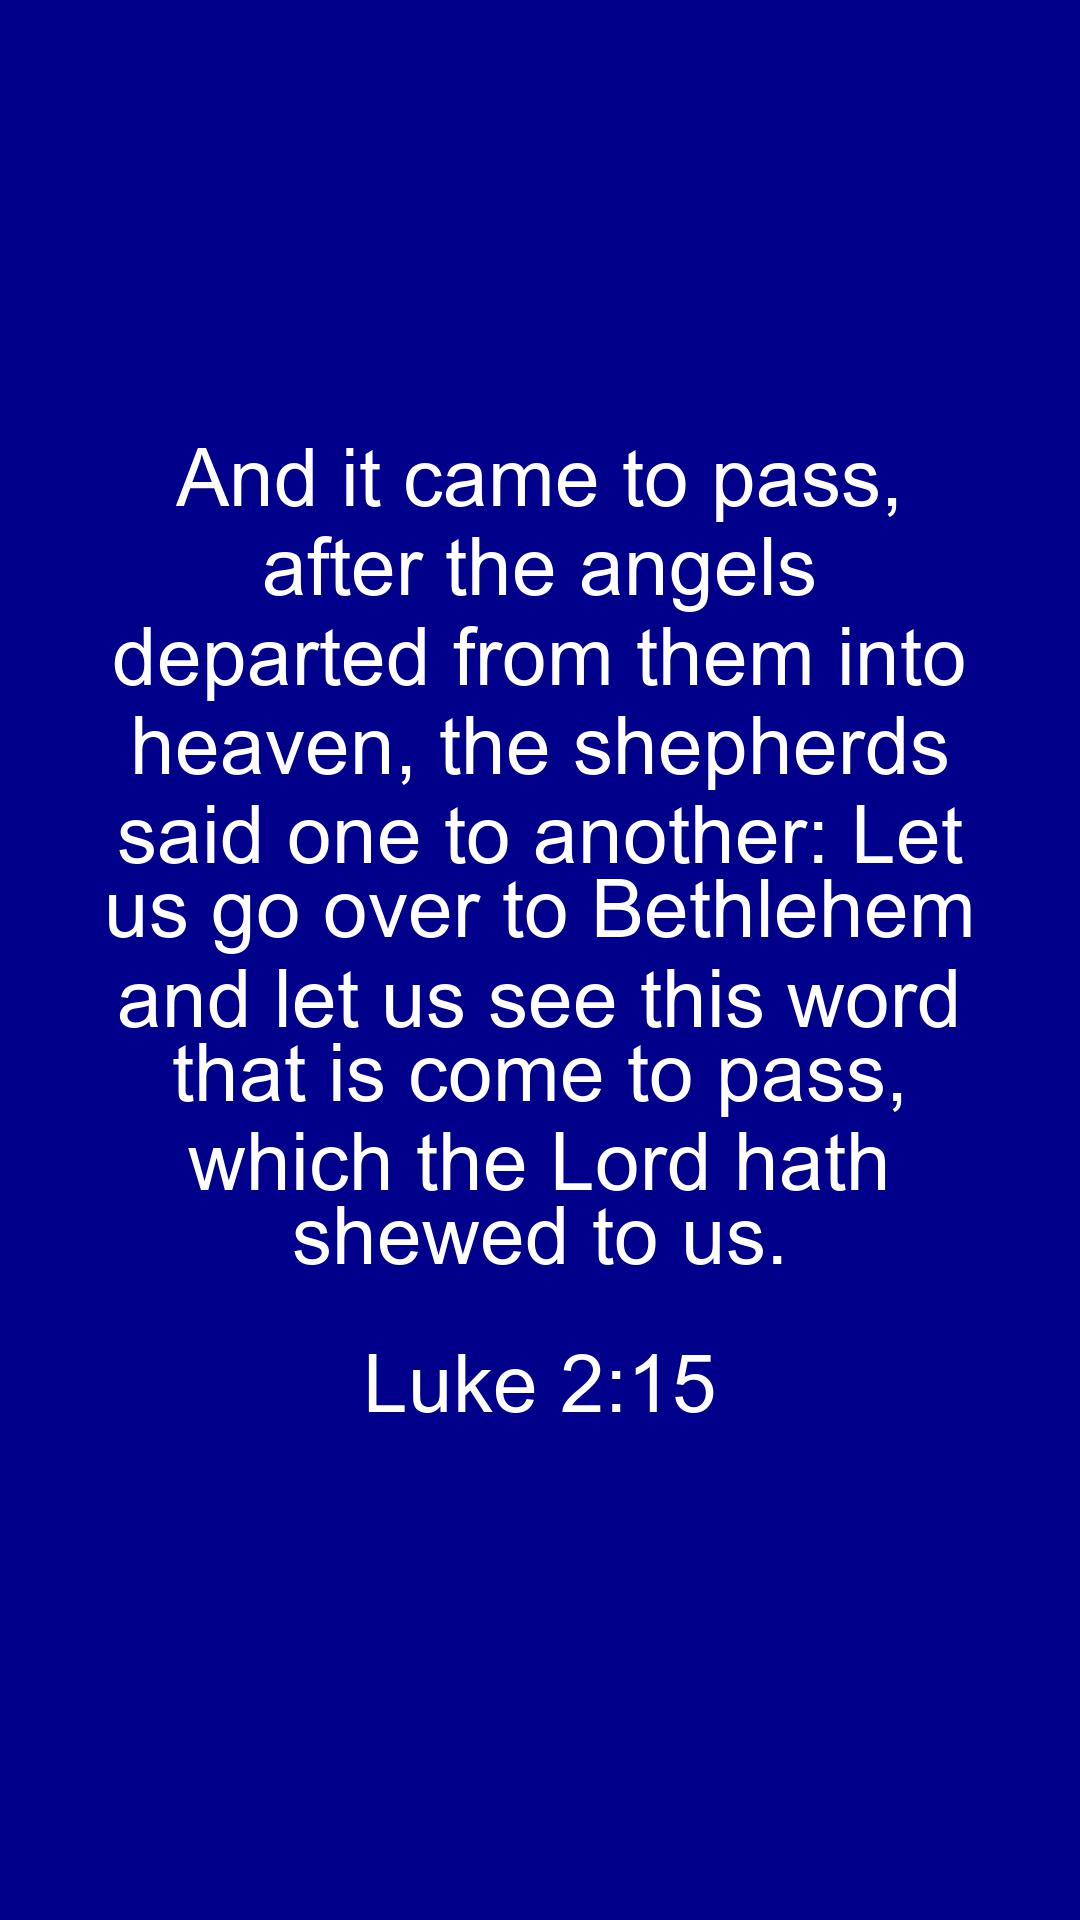 And it came to pass,
after the angels
departed from them into
heaven, the shepherds
said one to another: Let
us go over to Bethlehem
and let us see this word
that is come to pass,
which the Lord hath
shewed to us.
Luke 2:15